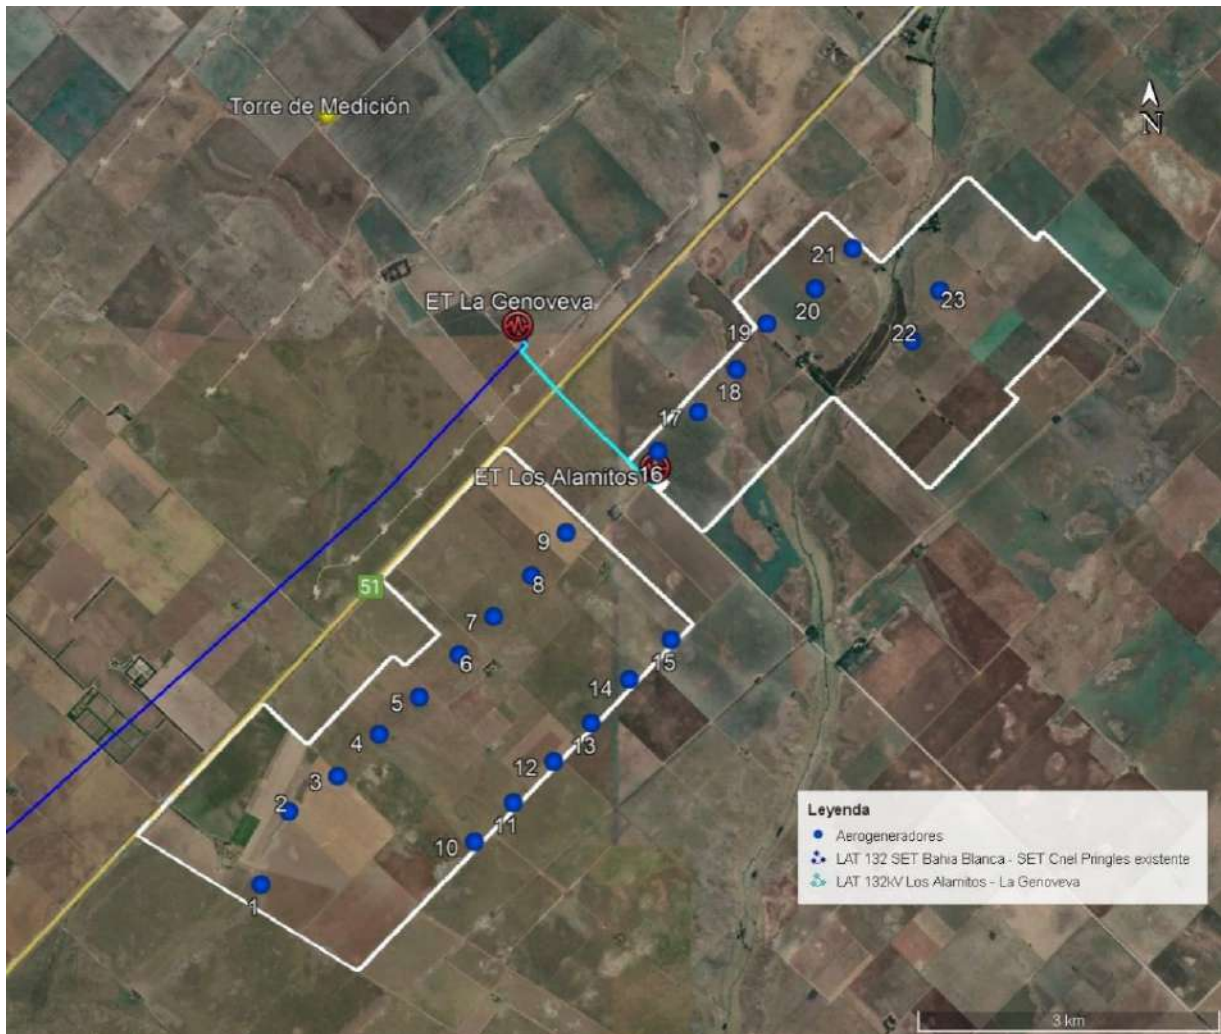 Torre de Medición
N
21
ET La Genoveva
20
23
19
22
18
17
ET Los Alamitos
16
9
51
8
7
6
15
5
14
4
13
3
12
2
11
10
1
Leyenda
Aerogeneradores
LAT 132 SET Bahia Blanca - SET Cnel Pringles existente
LAT 132kV Los Alamitos - La Genoveva
3 km